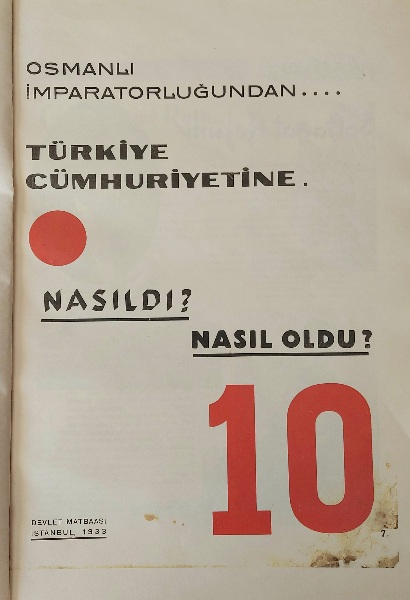 OSMANLI
İMPARATORLUĞUNDAN....
TÜRKİYE
CÜMHURİYETİNE.
NASILDI?
NASIL OLDU?
10
DEVLET MATBAASI
İSTANBUL, 1933
7